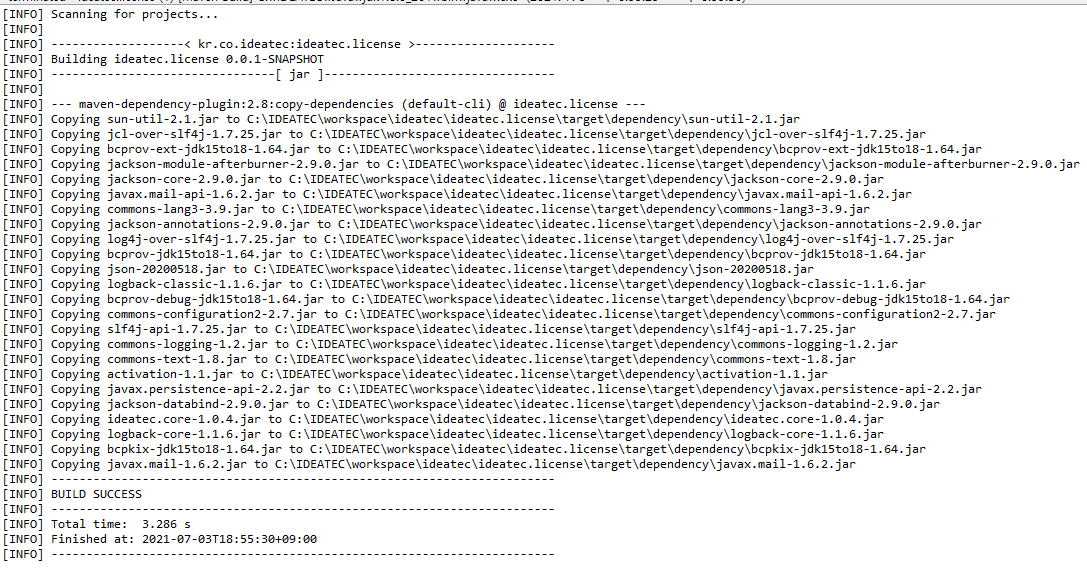 [INFO] Scanning for projects...
[INFO]
[INFO] -------------------< kr.co.ideatec:ideatec.license >--------------------
[INFO] Building ideatec.license 0.0.1-SNAPSHOT
[INFO] --------------------------------[ jar ]---------------------------------
[INFO]
[INFO] --- maven-dependency-plugin:2.8:copy-dependencies (default-cli) @ ideatec.license ---
[INFO] Copying sun-util-2.1.jar to C:\IDEATEC\workspace\ideatec\ideatec.license\target\dependency\sun-util-2.1.jar
[INFO] Copying jcl-over-slf4j-1.7.25.jar to C:\IDEATEC\workspace\ideatec\ideatec.license\target\dependency\jcl-over-slf4j-1.7.25.jar
[INFO] Copying bcprov-ext-jdk15to18-1.64.jar to C:\IDEATEC\workspace\ideatec\ideatec.license\target\dependency\bcprov-ext-jdk15to18-1.64.jar
[INFO] Copying jackson-module-afterburner-2.9.0.jar to C:\IDEATEC\workspace\ideatec\ideatec.license\target\dependency\jackson-module-afterburner-2.9.0.jar
[INFO] Copying jackson-core-2.9.0.jar to C:\IDEATEC\workspace\ideatec\ideatec.license\target\dependency\jackson-core-2.9.0.jar
[INFO] Copying javax.mail-api-1.6.2.jar to C:\IDEATEC\workspace\ideatec\ideatec.license\target\dependency\javax.mail-api-1.6.2.jar
[INFO] Copying commons-lang3-3.9.jar to C:\IDEATEC\workspace\ideatec\ideatec.license\target\dependency\commons-lang3-3.9.jar
[INFO] Copying jackson-annotations-2.9.0.jar to C:\IDEATEC\workspace\ideatec\ideatec.license\target\dependency\jackson-annotations-2.9.0.jar
[INFO] Copying log4j-over-slf4j-1.7.25.jar to C:\IDEATEC\workspace\ideatec\ideatec.license\target\dependency\log4j-over-slf4j-1.7.25.jar
[INFO] Copying bcprov-jdk15to18-1.64.jar to C:\IDEATEC\workspace\ideatec\ideatec.license\target\dependency\bcprov-jdk15to18-1.64.jar
[INFO] Copying json-20200518.jar to C:\IDEATEC\workspace\ideatec\ideatec.license\target\dependency\json-20200518.jar
[INFO] Copying logback-classic-1.1.6.jar to C:\IDEATEC\workspace\ideatec\ideatec.license\target\dependency\logback-classic-1.1.6.jar
[INFO] Copying bcprov-debug-jdk15to18-1.64.jar to C:\IDEATEC\workspace\ideatec\ideatec.license\target\dependency\bcprov-debug-jdk15to18-1.64.jar
[INFO] Copying commons-configuration2-2.7.jar to C:\IDEATEC\workspace\ideatec\ideatec.license\target\dependency\commons-configuration2-2.7.jar
[INFO] Copying slf4j-api-1.7.25.jar to C:\IDEATEC\workspace\ideatec\ideatec.license\target\dependency\slf4j-api-1.7.25.jar
[INFO] Copying commons-logging-1.2.jar to C:\IDEATEC\workspace\ideatec\ideatec.license\target\dependency\commons-logging-1.2.jar
[INFO] Copying commons-text-1.8.jar to C:\IDEATEC\workspace\ideatec\ideatec.license\target\dependency\commons-text-1.8.jar
[INFO] Copying activation-1.1.jar to C:\IDEATEC\workspace\ideatec\ideatec.license\target\dependency\activation-1.1.jar
[INFO] Copying javax.persistence-api-2.2.jar to C:\IDEATEC\workspace\ideatec\ideatec.license\target\dependency\javax.persistence-api-2.2.jar
[INFO] Copying jackson-databind-2.9.0.jar to C:\IDEATEC\workspace\ideatec\ideatec.license\target\dependency\jackson-databind-2.9.0.jar
[INFO] Copying ideatec.core-1.0.4.jar to C:\IDEATEC\workspace\ideatec\ideatec.license\target\dependency\ideatec.core-1.0.4.jar
[INFO] Copying logback-core-1.1.6.jar to C:\IDEATEC\workspace\ideatec\ideatec.license\target\dependency\logback-core-1.1.6.jar
[INFO] Copying bcpkix-jdk15to18-1.64.jar to C:\IDEATEC\workspace\ideatec\ideatec.license\target\dependency\bcpkix-jdk15to18-1.64.jar
[INFO] Copying javax.mail-1.6.2.jar to C:\IDEATEC\workspace\ideatec\ideatec.license\target\dependency\javax.mail-1.6.2.jar
[INFO] ------------------------------------------------------------------------
[INFO] BUILD SUCCESS
[INFO] ------------------------------------------------------------------------
[INFO] Total time:  3.286 s
[INFO] Finished at: 2021-07-03T18:55:30+09:00
[INFO] ------------------------------------------------------------------------